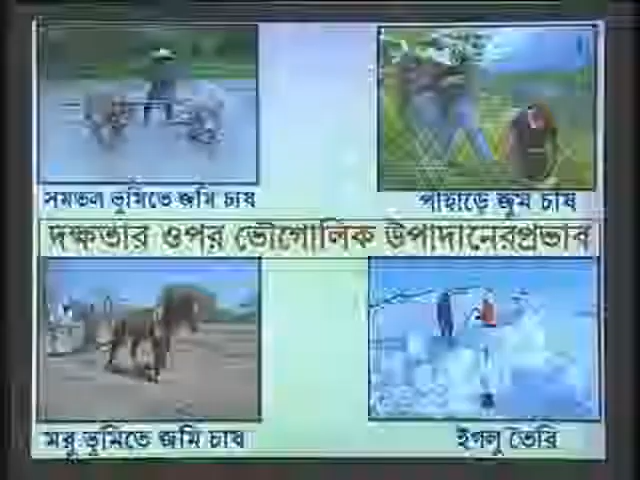 সমতল ভূমিতে জমি চাষ
পাহাড়ে জুম চাষ
দক্ষতার ওপর ভৌগোলিক উপাদানেরপ্রভাব
মরু ভূমিতে জমি চাষ
ইগলু তৈরি